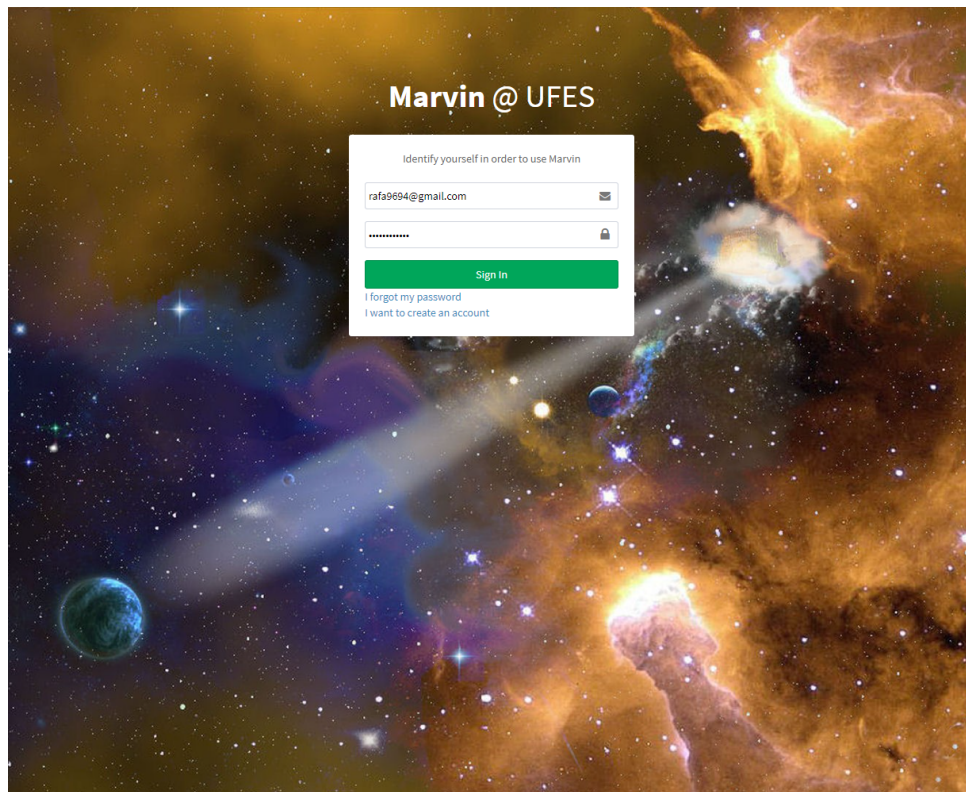 Marvin @ UFES
Identify yourself in order to use Marvin
rafa9694@gmail.com
••••••••••••
Sign In
I forgot my password
I want to create an account